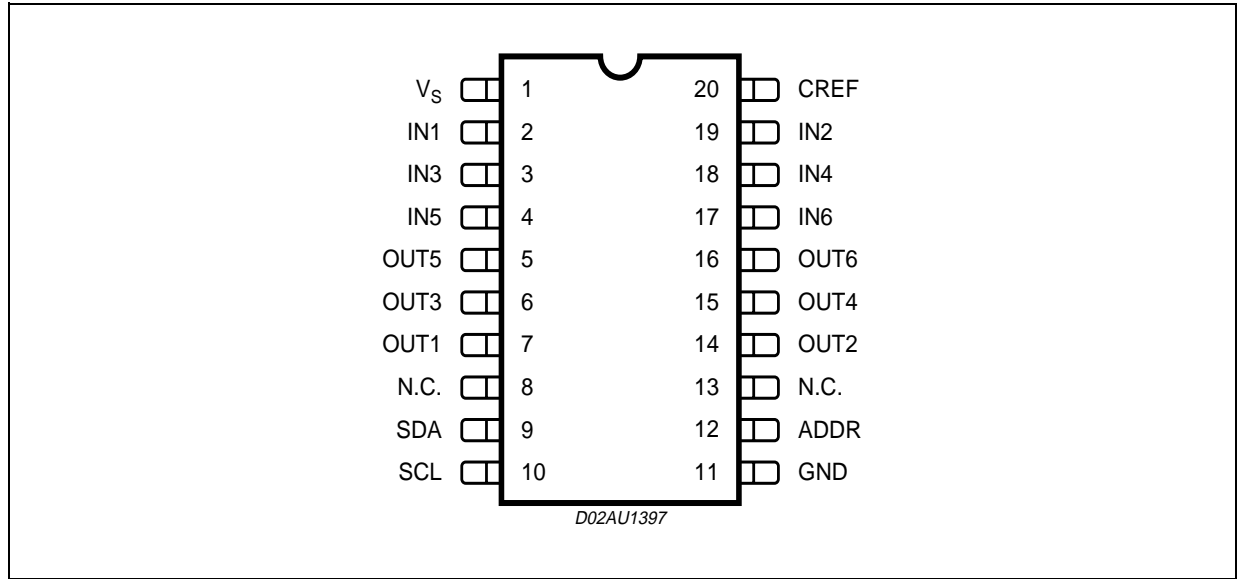 VS 1 20 CREF
IN1 2 19 IN2
IN3 3 18 IN4
IN5 4 17 IN6
OUT5 5 16 OUT6
OUT3 6 15 OUT4
OUT1 7 14 OUT2
N.C. 8 13 N.C.
SDA 9 12 ADDR
SCL 10 11 GND
D02AU1397